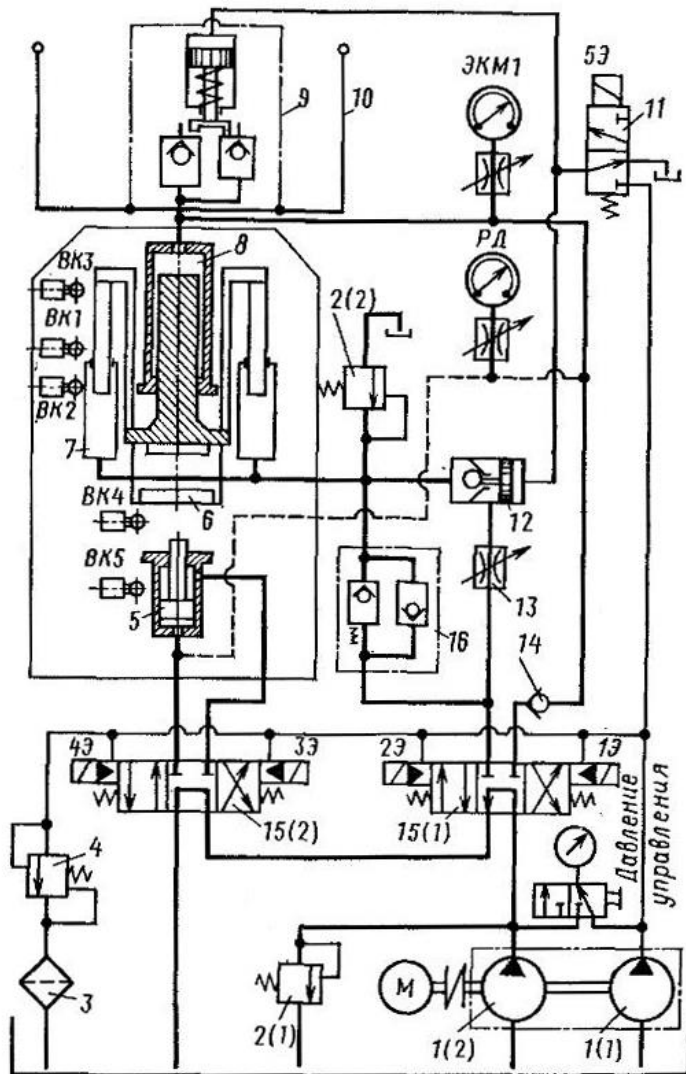 5Э
ЭКМ1
9
10
11
РД
ВК3
8
2(2)
ВК1
ВК2
7
ВК4
6
12
ВК5
5
13
16
14
4Э
3Э
2Э
1Э
15(2)
15(1)
Давление
управления
4
3
М
2(1)
1(2)
1(1)